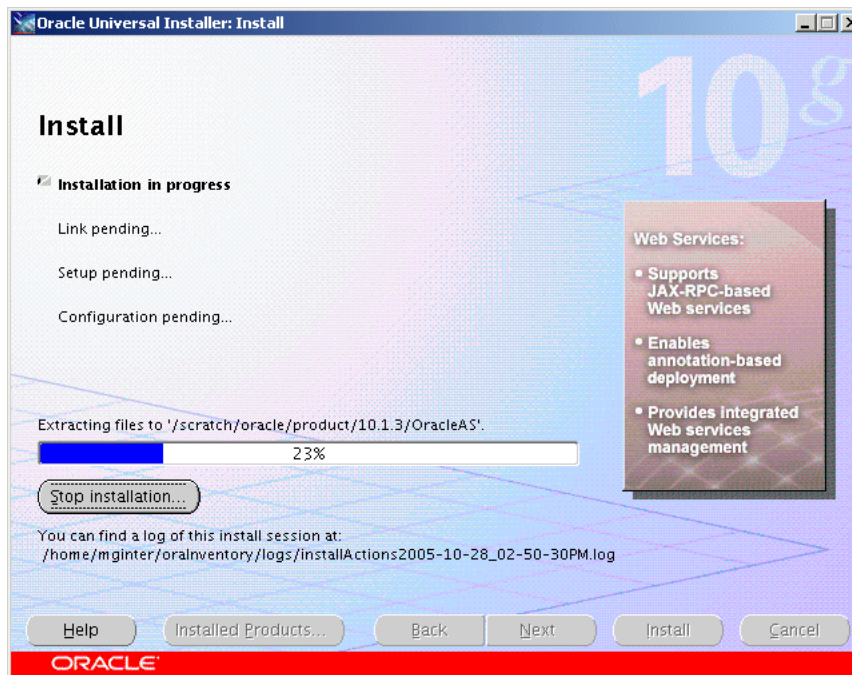 Oracle Universal Installer: Install
10g
Install
Installation in progress
Link pending...
Setup pending...
Configuration pending...
Web Services:
• Supports
JAX-RPC-based
Web services
• Enables
annotation-based
deployment
• Provides integrated
Web services
management
Extracting files to '/scratch/oracle/product/10.1.3/OracleAS'.
23%
Stop installation...
You can find a log of this install session at:
/home/mginter/oraInventory/logs/installActions2005-10-28_02-50-30PM.log
Help Installed Products... Back Next Install Cancel
ORACLE